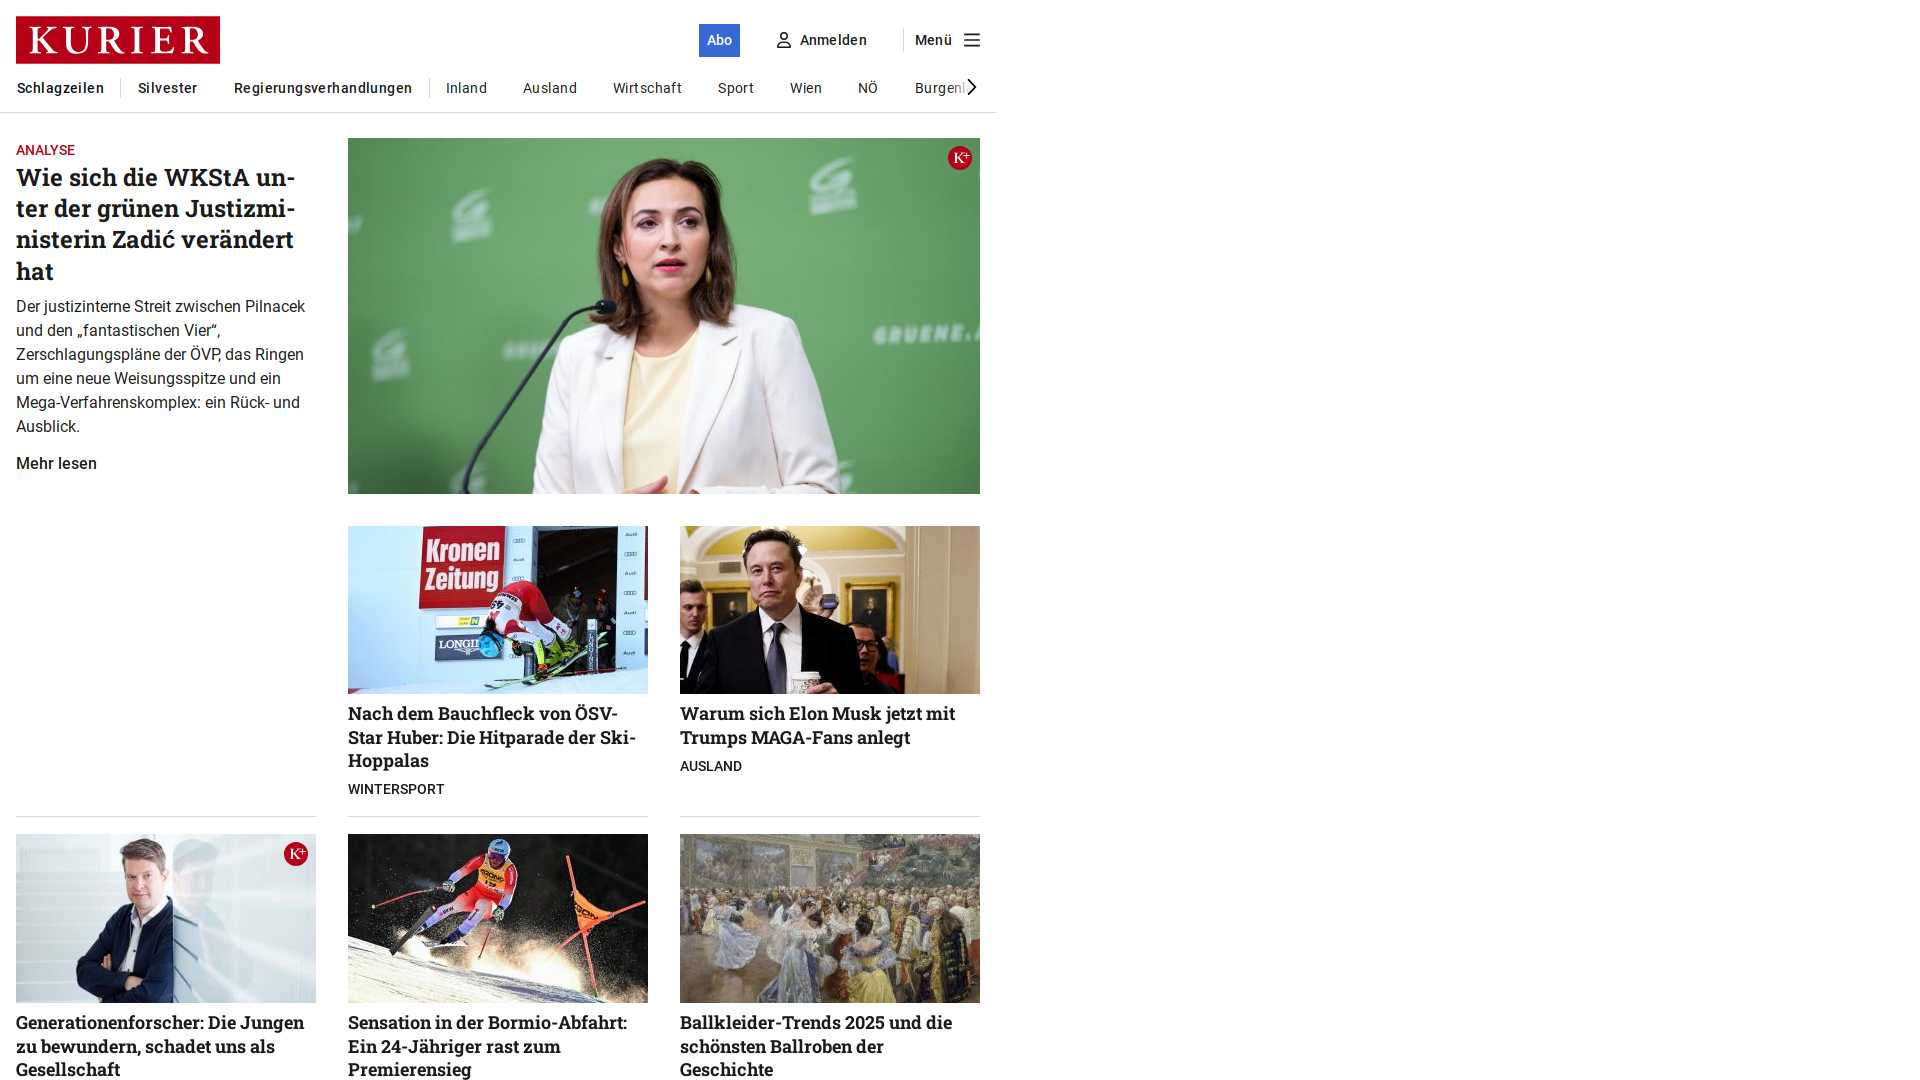 KURIER
Abo
Anmelden
Menü
Schlagzeilen
Silvester
Regierungsverhandlungen
Inland
Ausland
Wirtschaft
Sport
Wien
NÖ
ANALYSE
Wie sich die WKStA un-
ter der grünen Justizmi-
nisterin Zadić verändert
hat
Der justizinterne Streit zwischen Pilnacek
und den „fantastischen Vier“,
Zerschlagungspläne der ÖVP, das Ringen
um eine neue Weisungsspitze und ein
Mega-Verfahrenskomplex: ein Rück- und
Ausblick.
Mehr lesen
K+
GRUENE.A
Kronen
Zeitung
Nach dem Bauchfleck von ÖSV-
Star Huber: Die Hitparade der Ski-
Hoppalas
WINTERSPORT
Warum sich Elon Musk jetzt mit
Trumps MAGA-Fans anlegt
AUSLAND
K+
Generationenforscher: Die Jungen
zu bewundern, schadet uns als
Gesellschaft
Sensation in der Bormio-Abfahrt:
Ein 24-Jähriger rast zum
Premierensieg
Ballkleider-Trends 2025 und die
schönsten Ballroben der
Geschichte